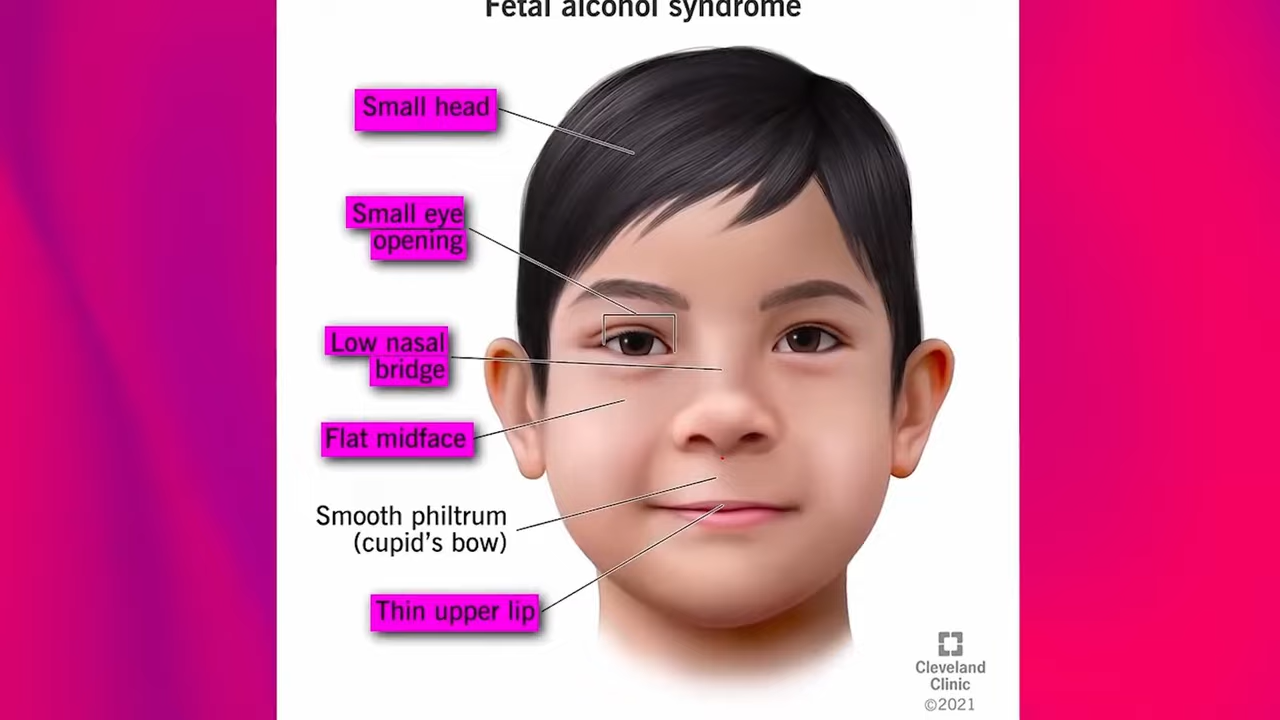 Fetal alcohol syndrome
Small head
Small eye
opening
Low nasal
bridge
Flat midface
Smooth philtrum
(cupid's bow)
Thin upper lip
Cleveland
Clinic
©2021